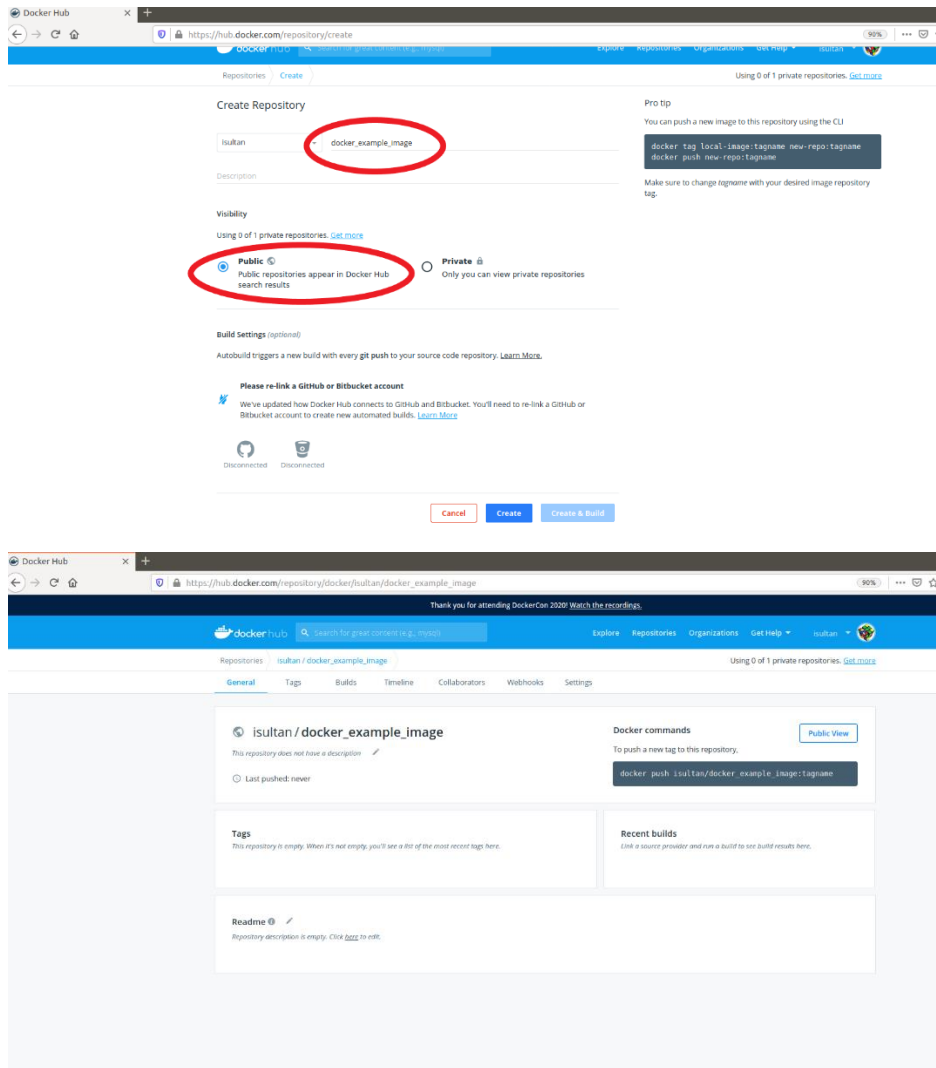 Docker Hub
https://hub.docker.com/repository/create
90%
dockerhub Search for great content (e.g., mysql) Explore Repositories Organizations Get Help isultan
Repositories Create Using 0 of 1 private repositories. Get more
Create Repository
isultan docker_example_image
Description
Visibility
Using 0 of 1 private repositories. Get more
Public
Public repositories appear in Docker Hub
search results
Private
Only you can view private repositories
Build Settings (optional)
Autobuild triggers a new build with every git push to your source code repository. Learn More.
Please re-link a GitHub or Bitbucket account
We've updated how Docker Hub connects to GitHub and Bitbucket. You'll need to re-link a GitHub or
Bitbucket account to create new automated builds. Learn More
Disconnected Disconnected
Cancel Create Create & Build
Pro tip
You can push a new image to this repository using the CLI
docker tag local-image:tagname new-repo:tagname
docker push new-repo:tagname
Make sure to change tagname with your desired image repository
tag.
Docker Hub
https://hub.docker.com/repository/docker/isultan/docker_example_image
90%
Thank you for attending DockerCon 2020! Watch the recordings.
dockerhub Search for great content (e.g., mysql) Explore Repositories Organizations Get Help isultan
Repositories isultan / docker_example_image Using 0 of 1 private repositories. Get more
General Tags Builds Timeline Collaborators Webhooks Settings
isultan / docker_example_image
This repository does not have a description
Last pushed: never
Docker commands
Public View
To push a new tag to this repository,
docker push isultan/docker_example_image:tagname
Tags
This repository is empty. When it's not empty, you'll see a list of the most recent tags here.
Recent builds
Link a source provider and run a build to see build results here.
Readme
Repository description is empty. Click here to edit.